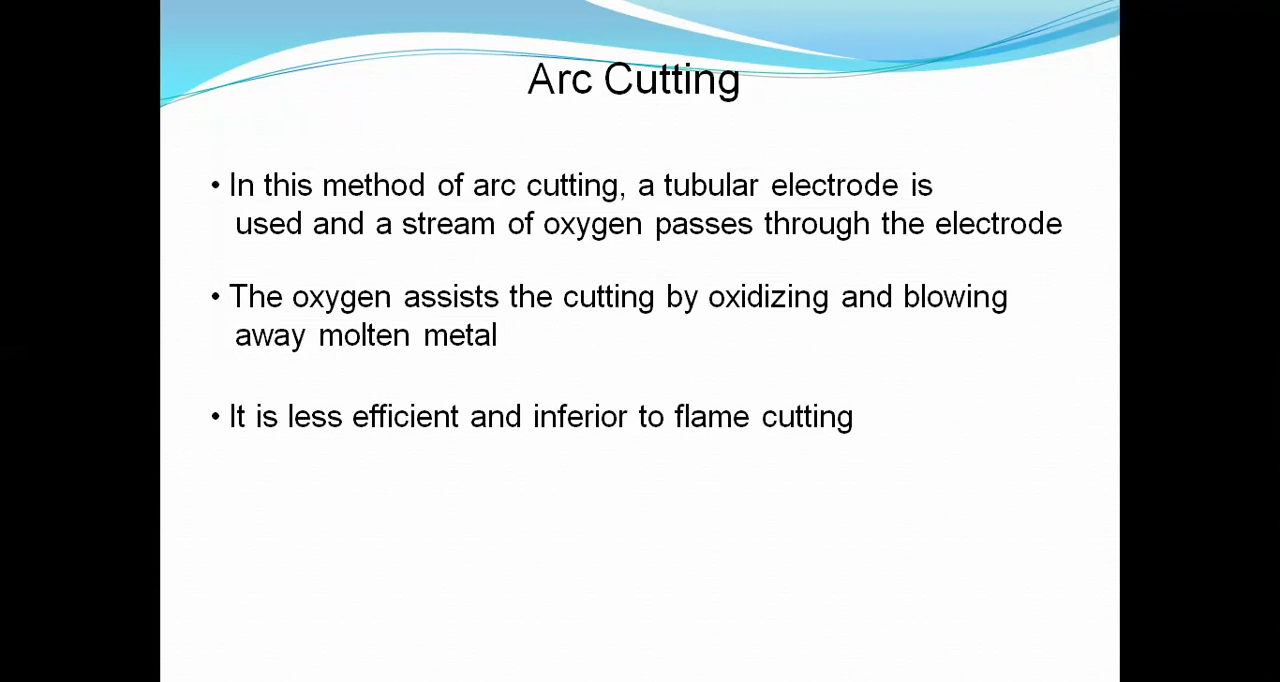 Arc Cutting
• In this method of arc cutting, a tubular electrode is
used and a stream of oxygen passes through the electrode
• The oxygen assists the cutting by oxidizing and blowing
away molten metal
• It is less efficient and inferior to flame cutting